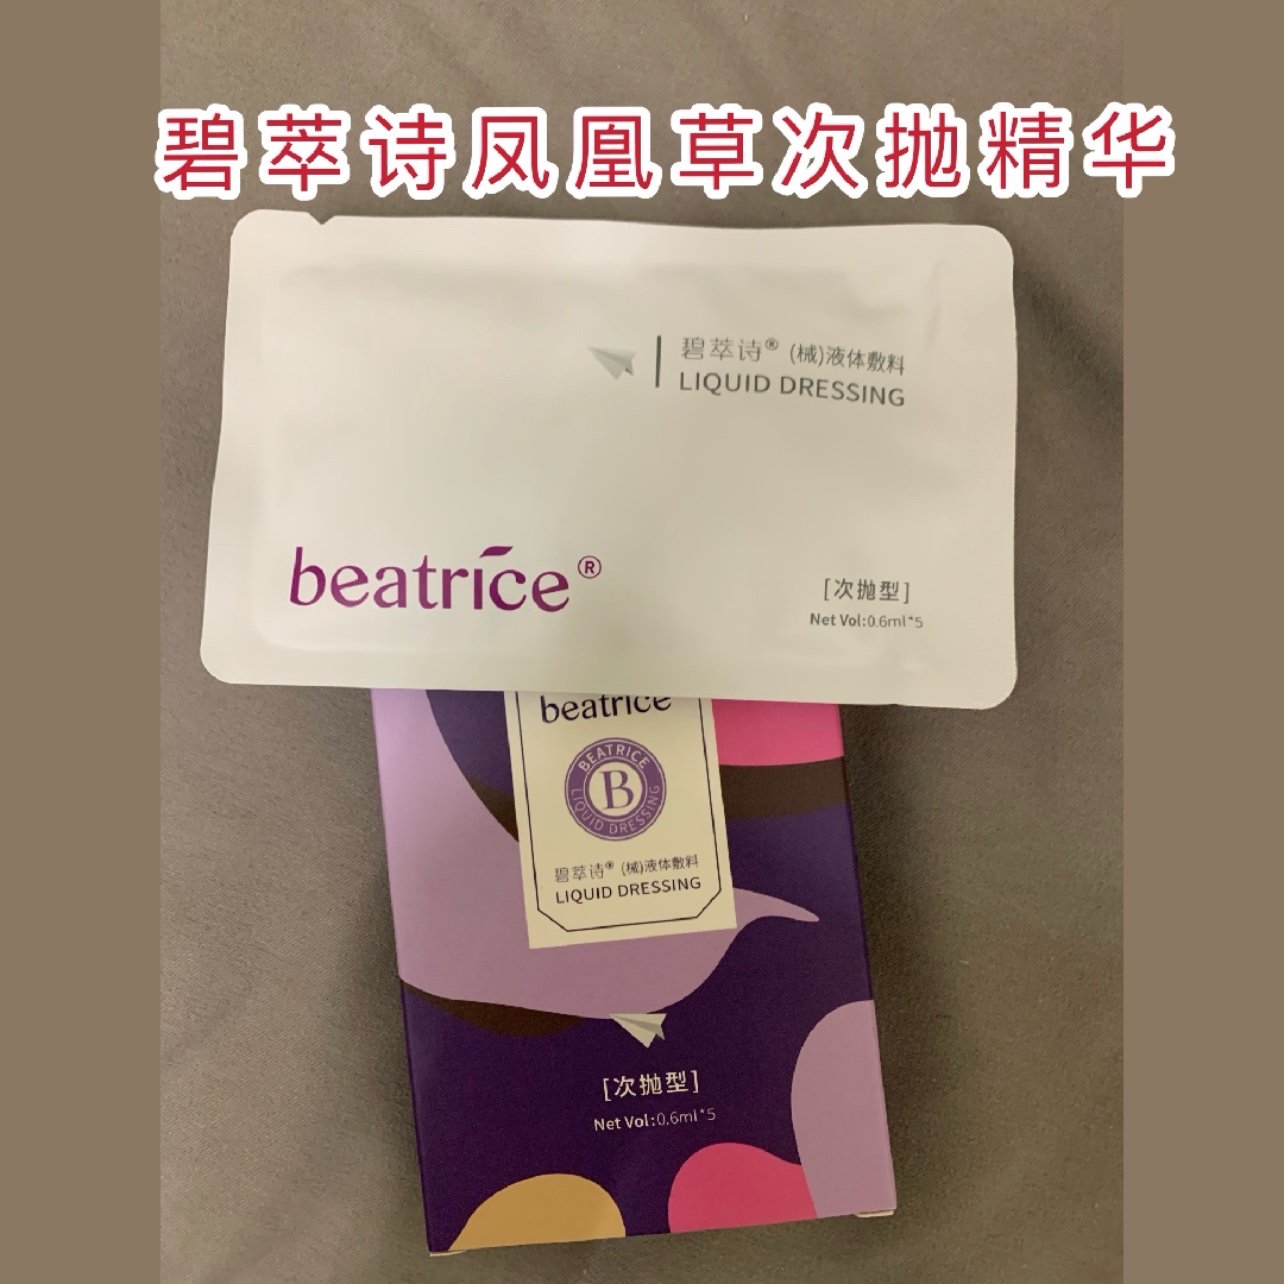 碧萃诗凤凰草次抛精华
碧萃诗® (械)液体敷料
LIQUID DRESSING
beatrice®
[次抛型]
Net Vol:0.6ml*5
beatrice
BEATRICE
B
LIQUID DRESSING
碧萃诗® (械)液体敷料
LIQUID DRESSING
[次抛型]
Net Vol:0.6ml*5